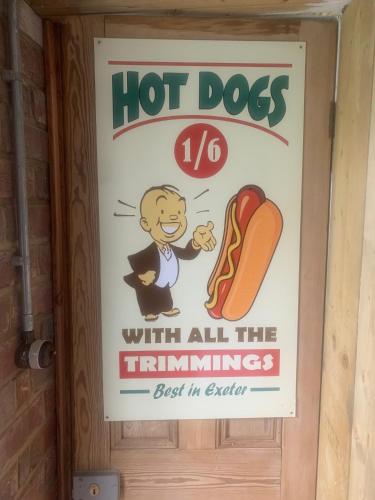 HOT DOGS
1/6
WITH ALL THE
TRIMMINGS
Best in Exeter